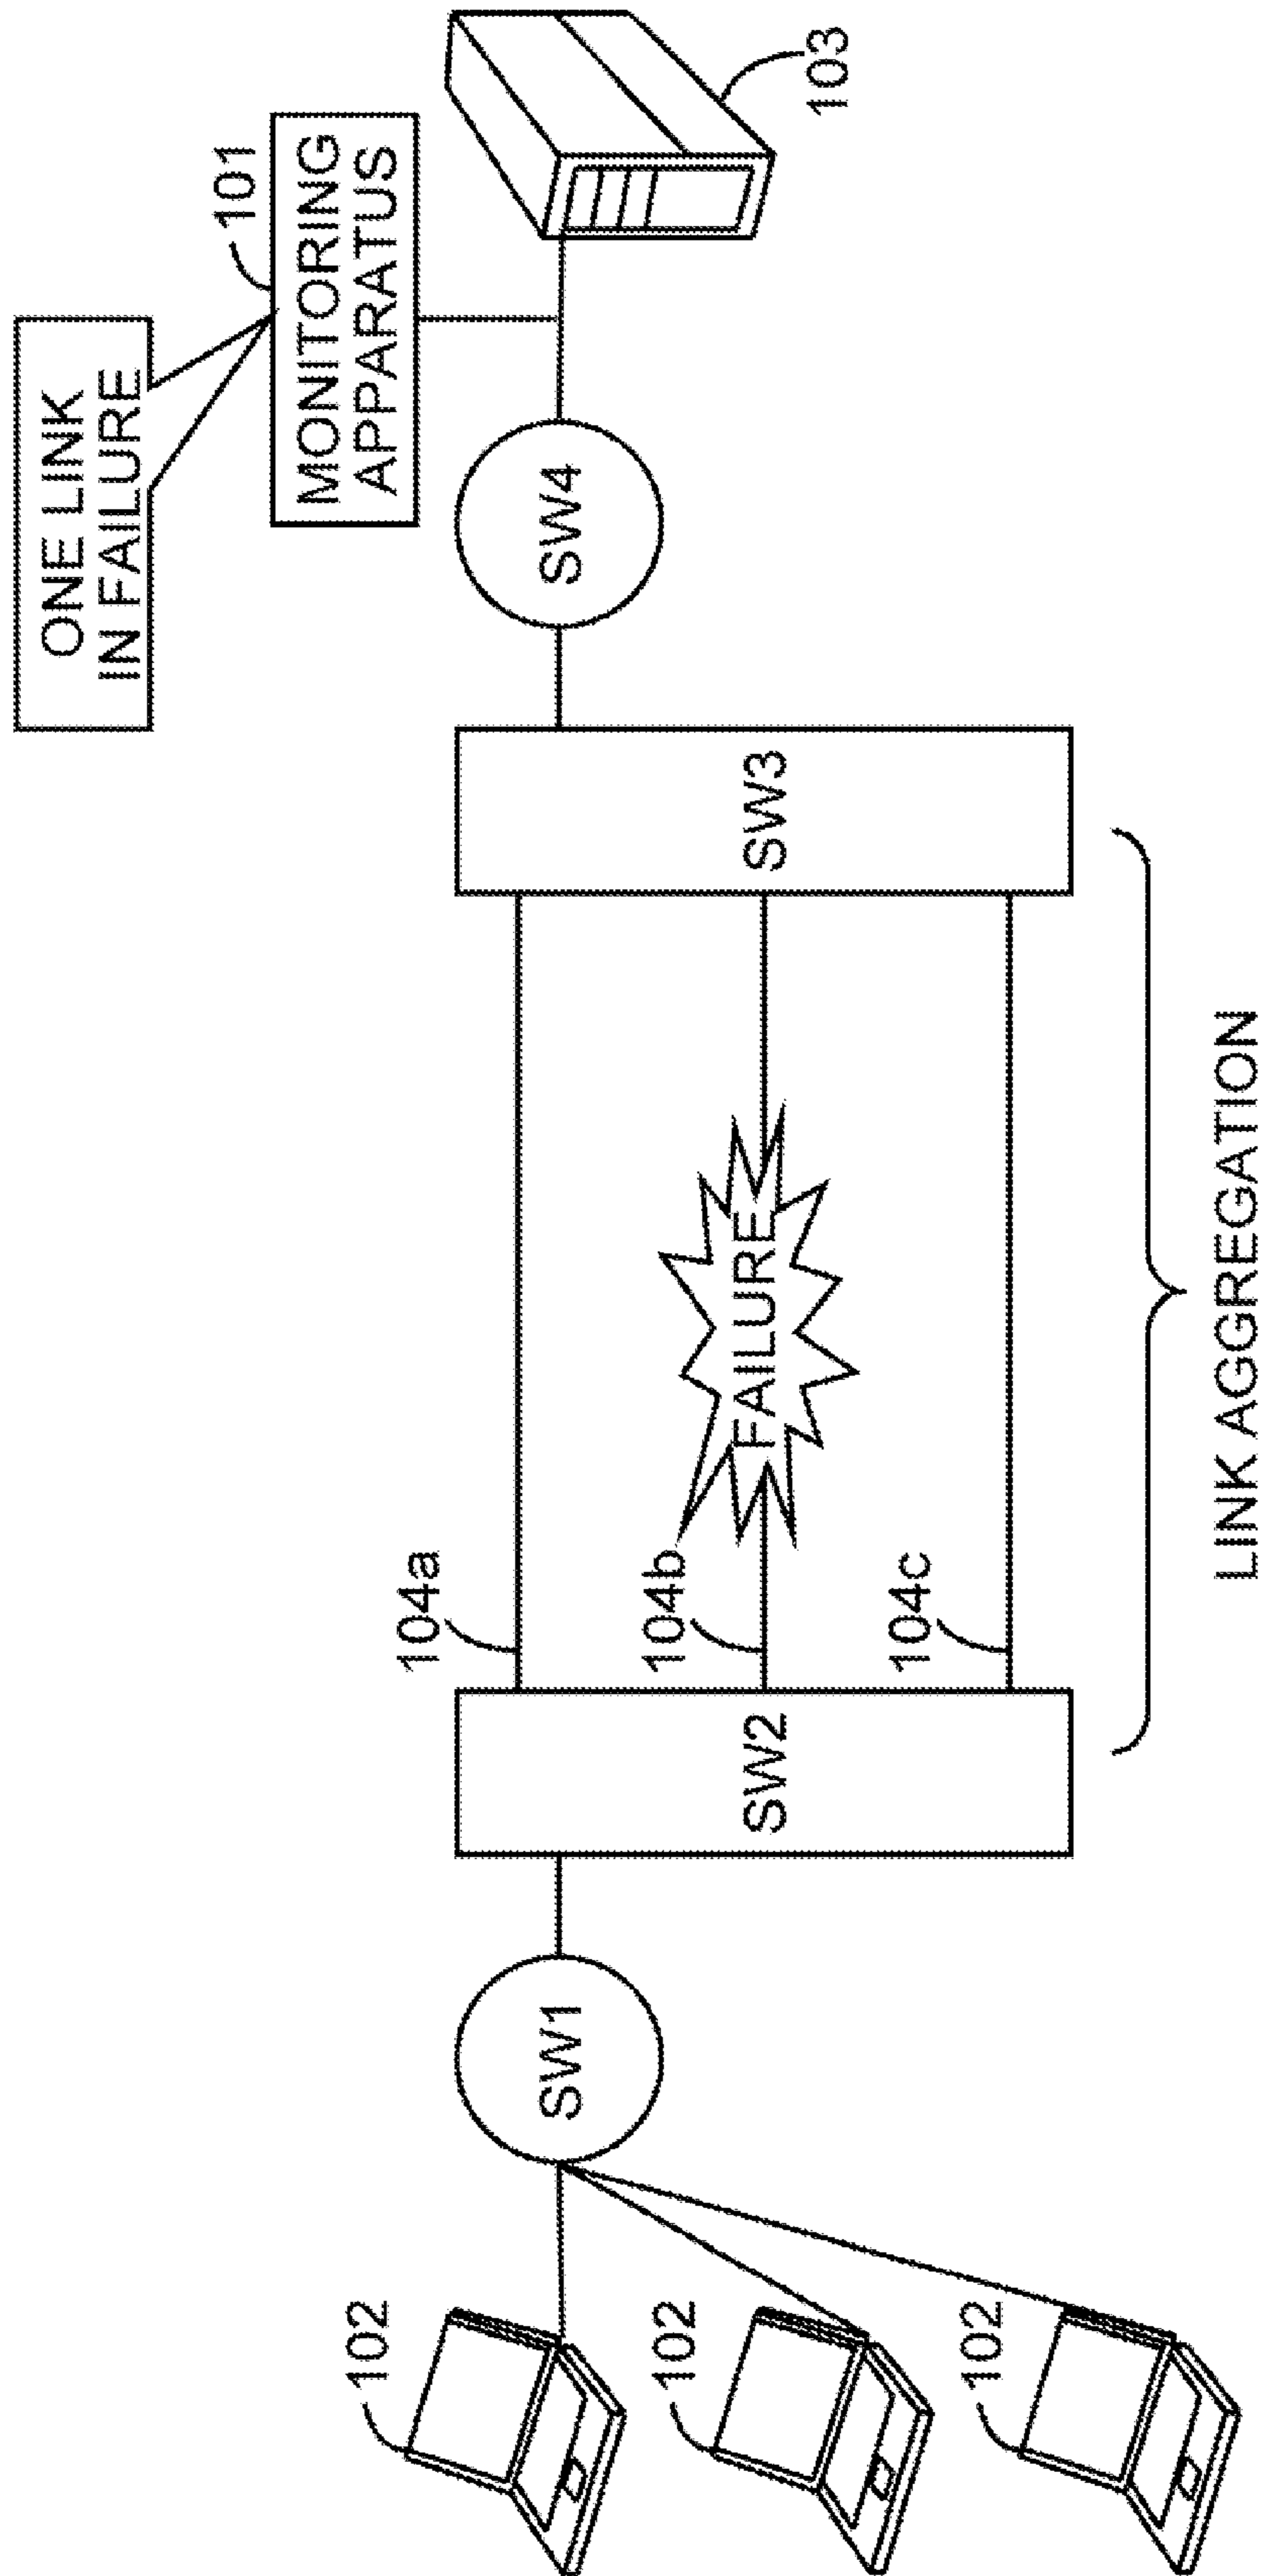 ONE LINK
IN FAILURE
101
MONITORING
APPARATUS
102
SW1
SW2
104a
104b
104c
FAILURE
SW3
SW4
103
102
102
LINK AGGREGATION